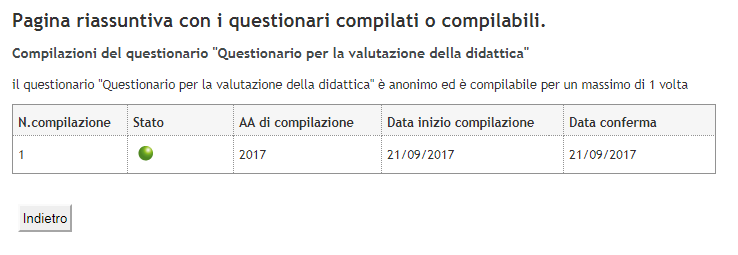 Pagina riassuntiva con i questionari compilati o compilabili.
Compilazioni del questionario "Questionario per la valutazione della didattica"
il questionario "Questionario per la valutazione della didattica" è anonimo ed è compilabile per un massimo di 1 volta
N.compilazione Stato AA di compilazione Data inizio compilazione Data conferma
1 2017 21/09/2017 21/09/2017
Indietro